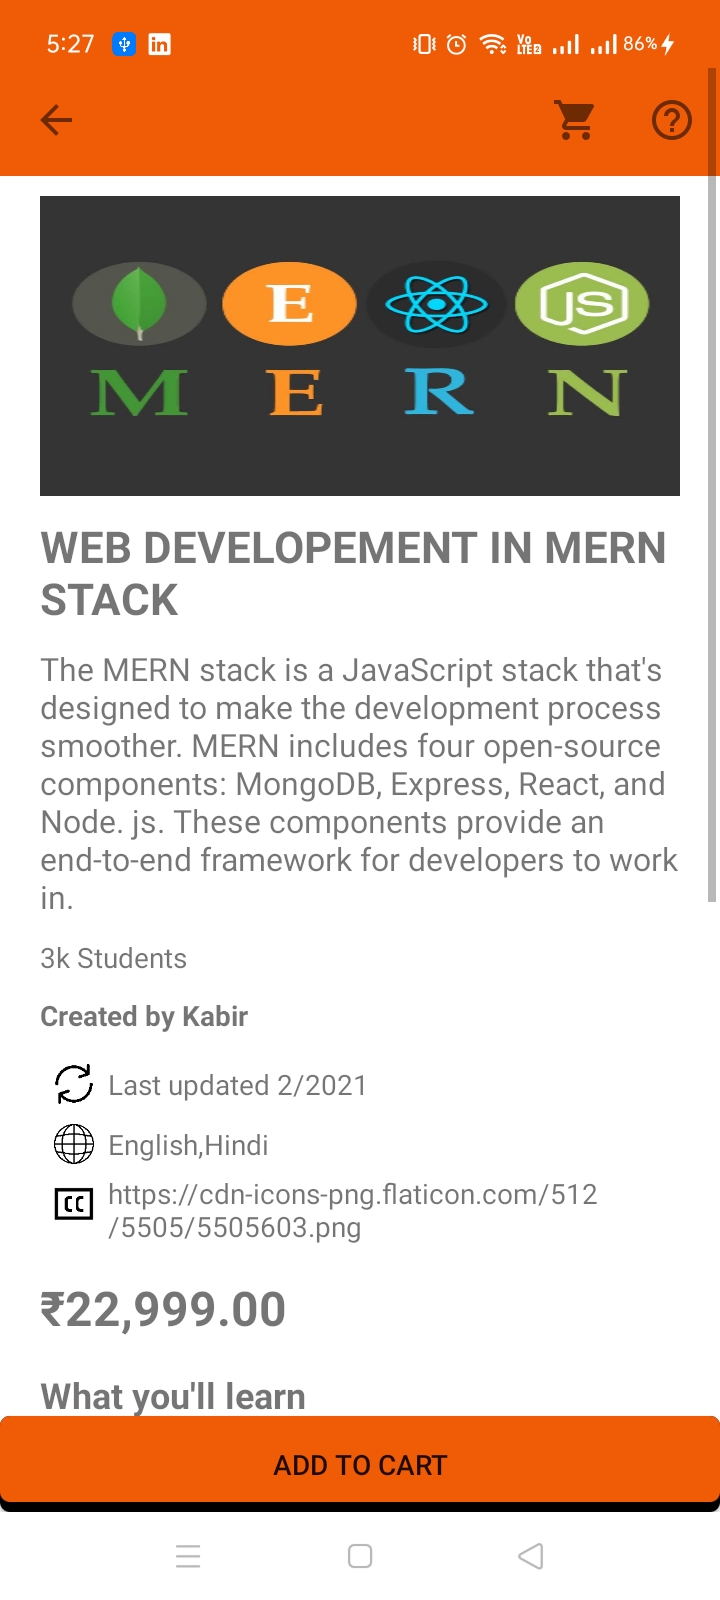 5:27 in Vo LTE2 86%
E JS
M E R N
WEB DEVELOPEMENT IN MERN
STACK
The MERN stack is a JavaScript stack that's
designed to make the development process
smoother. MERN includes four open-source
components: MongoDB, Express, React, and
Node. js. These components provide an
end-to-end framework for developers to work
in.
3k Students
Created by Kabir
Last updated 2/2021
English,Hindi
CC https://cdn-icons-png.flaticon.com/512
/5505/5505603.png
₹22,999.00
What you'll learn
ADD TO CART